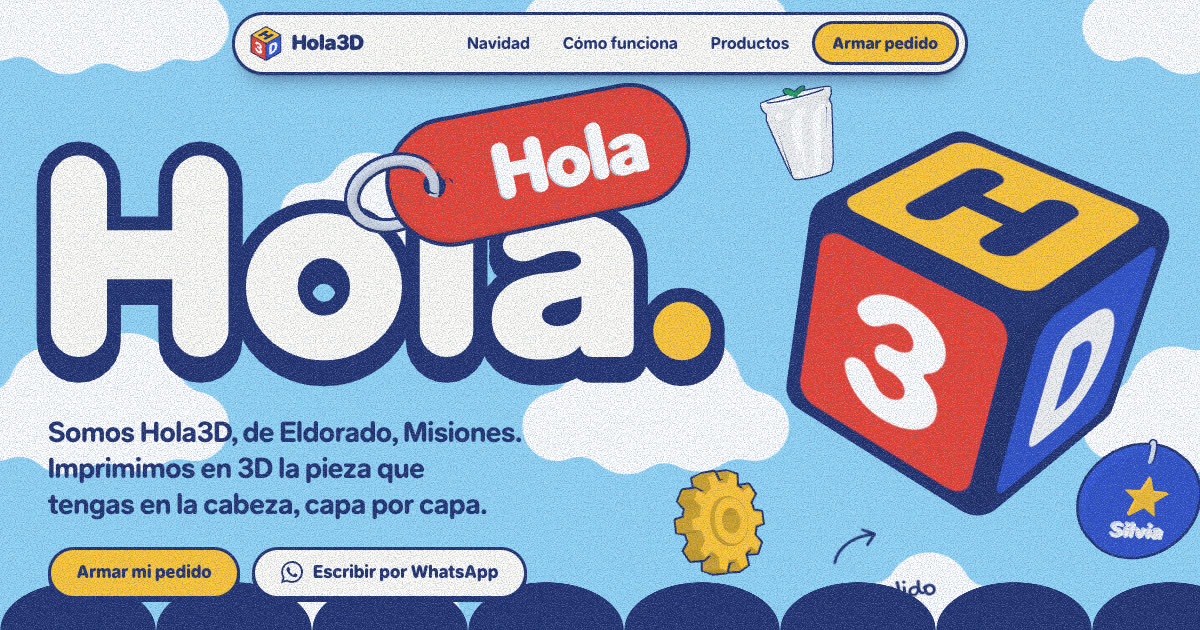 Hola3D
Navidad
Cómo funciona
Productos
Armar pedido
Hola
Hola.
H
3
D
Somos Hola3D, de Eldorado, Misiones.
Imprimimos en 3D la pieza que
tengas en la cabeza, capa por capa.
Silvia
Armar mi pedido
Escribir por WhatsApp